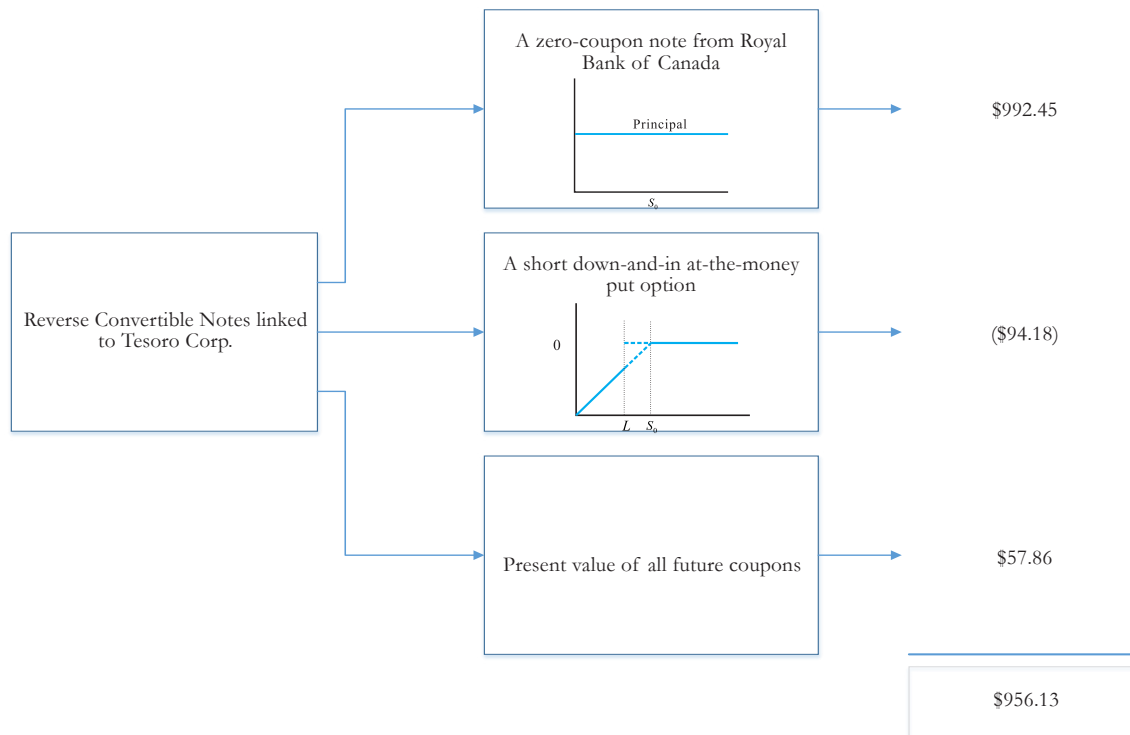 A zero-coupon note from Royal
Bank of Canada
Principal
S₀
$992.45
Reverse Convertible Notes linked
to Tesoro Corp.
A short down-and-in at-the-money
put option
0
L
S₀
($94.18)
Present value of all future coupons
$57.86
$956.13